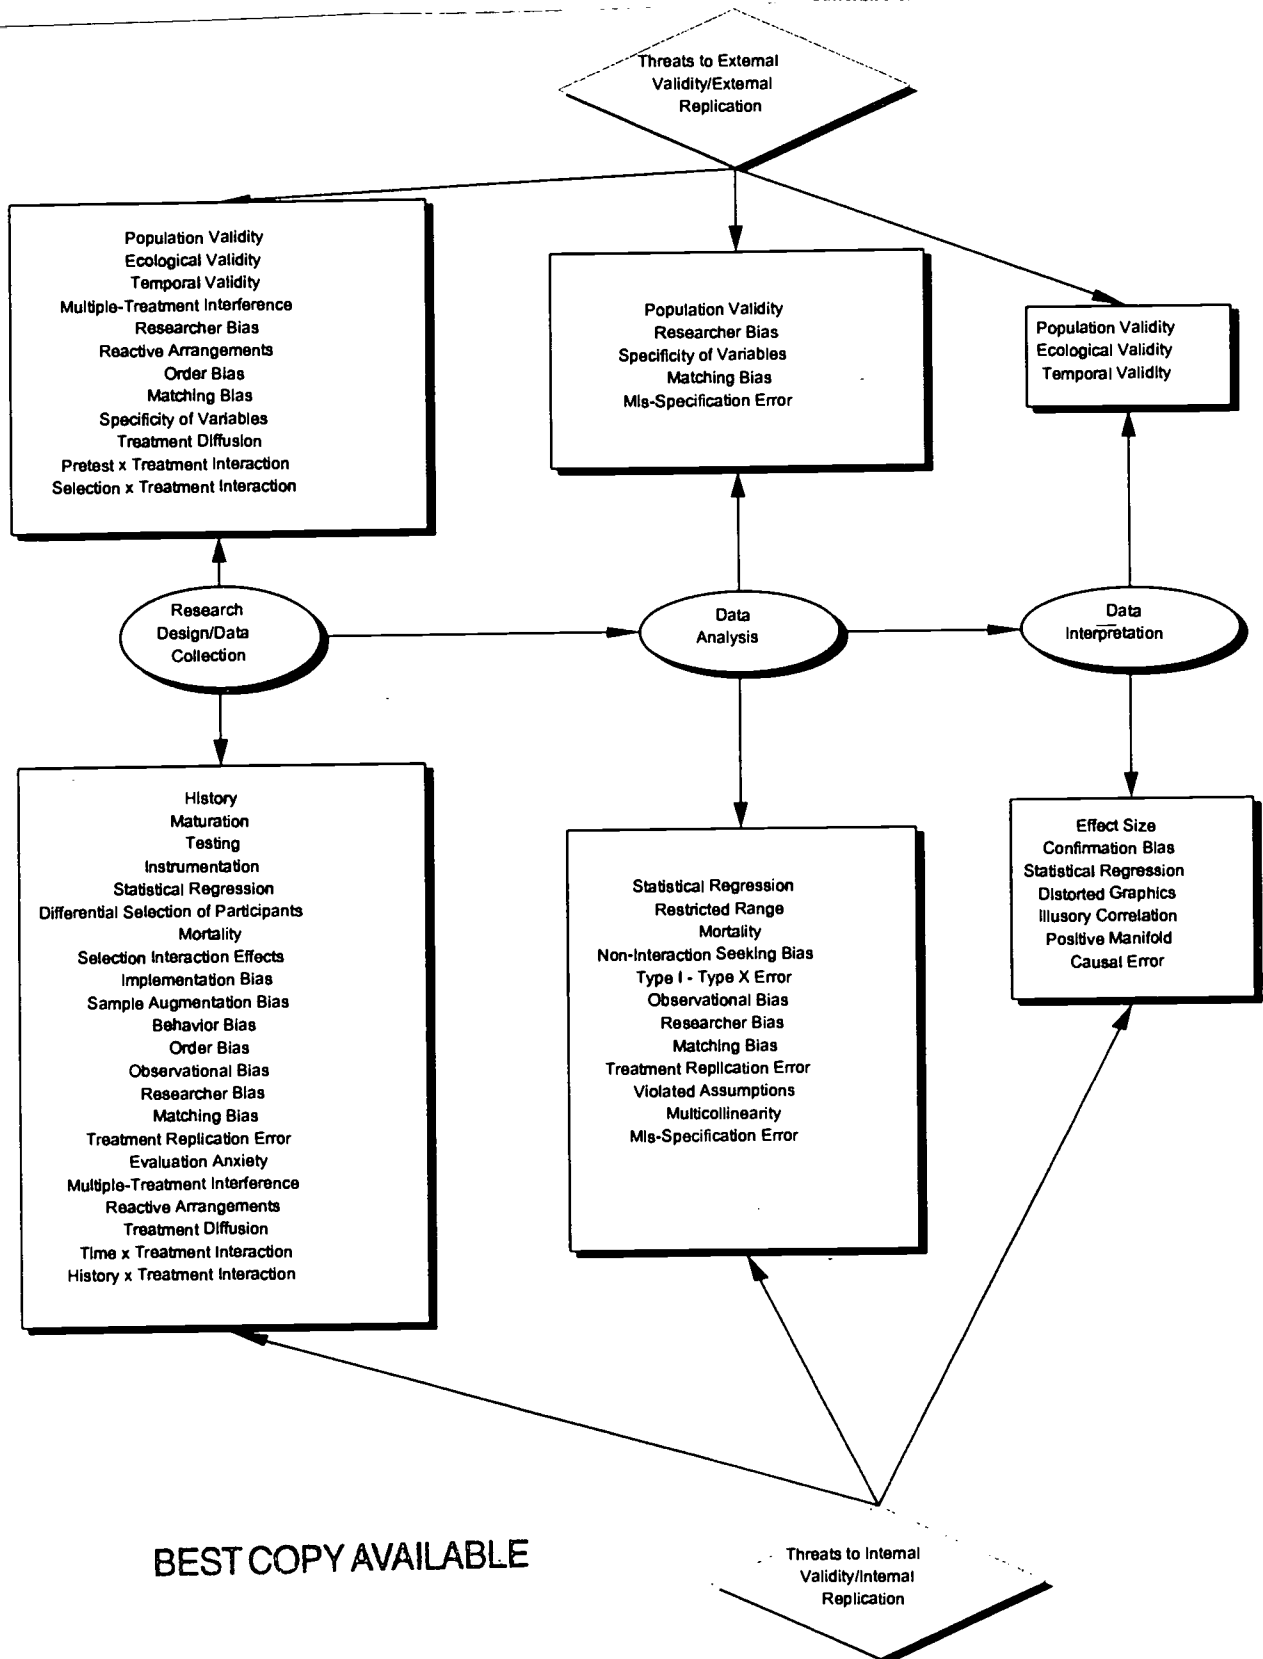 Threats to External
Validity/External
Replication
Population Validity
Ecological Validity
Temporal Validity
Multiple-Treatment Interference
Researcher Bias
Reactive Arrangements
Order Bias
Matching Bias
Specificity of Variables
Treatment Diffusion
Pretest x Treatment Interaction
Selection x Treatment Interaction
Population Validity
Researcher Bias
Specificity of Variables
Matching Bias
Mis-Specification Error
Population Validity
Ecological Validity
Temporal Validity
Research
Design/Data
Collection
Data
Analysis
Data
Interpretation
History
Maturation
Testing
Instrumentation
Statistical Regression
Differential Selection of Participants
Mortality
Selection Interaction Effects
Implementation Bias
Sample Augmentation Bias
Behavior Bias
Order Bias
Observational Bias
Researcher Bias
Matching Bias
Treatment Replication Error
Evaluation Anxiety
Multiple-Treatment Interference
Reactive Arrangements
Treatment Diffusion
Time x Treatment Interaction
History x Treatment Interaction
Statistical Regression
Restricted Range
Mortality
Non-Interaction Seeking Bias
Type I - Type X Error
Observational Bias
Researcher Bias
Matching Bias
Treatment Replication Error
Violated Assumptions
Multicollinearity
Mis-Specification Error
Effect Size
Confirmation Bias
Statistical Regression
Distorted Graphics
Illusory Correlation
Positive Manifold
Causal Error
BEST COPY AVAILABLE
Threats to Internal
Validity/Internal
Replication